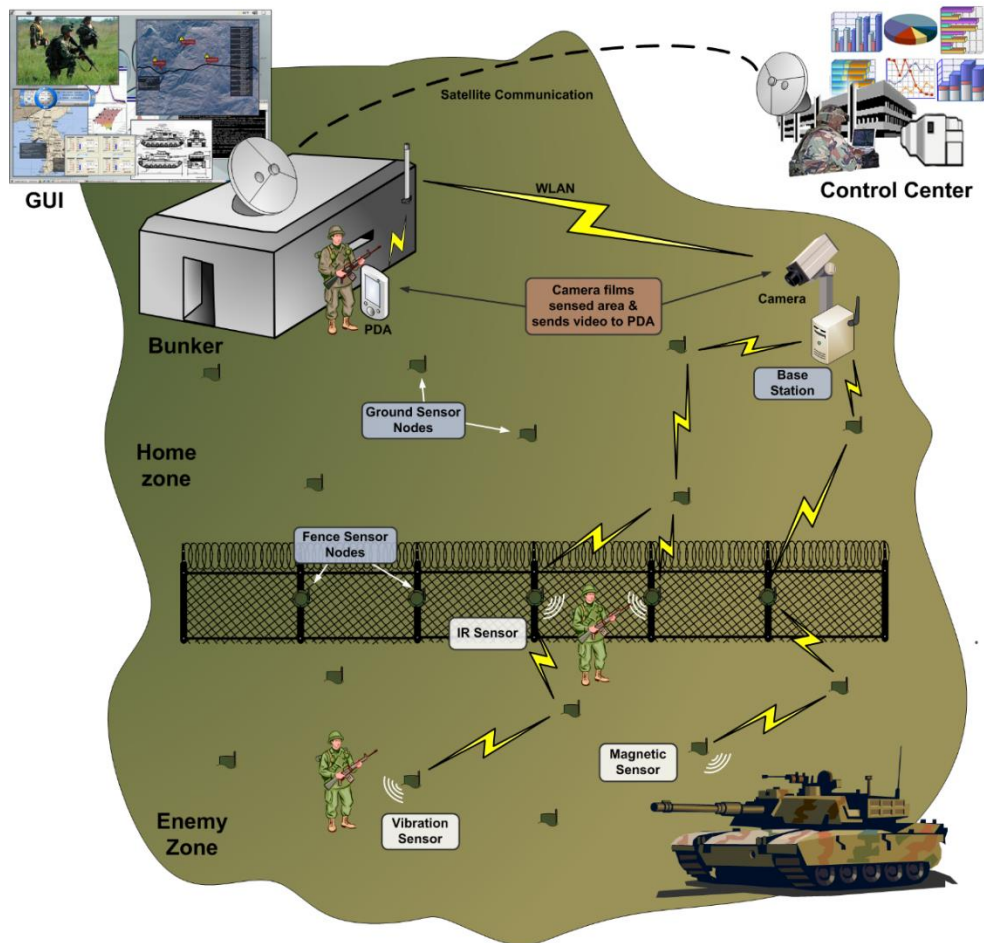 Satellite Communication
GUI
Control Center
WLAN
Camera films
sensed area &
sends video to PDA
Camera
PDA
Bunker
Base
Station
Ground Sensor
Nodes
Home
zone
Fence Sensor
Nodes
IR Sensor
Magnetic
Sensor
Enemy
Zone
Vibration
Sensor